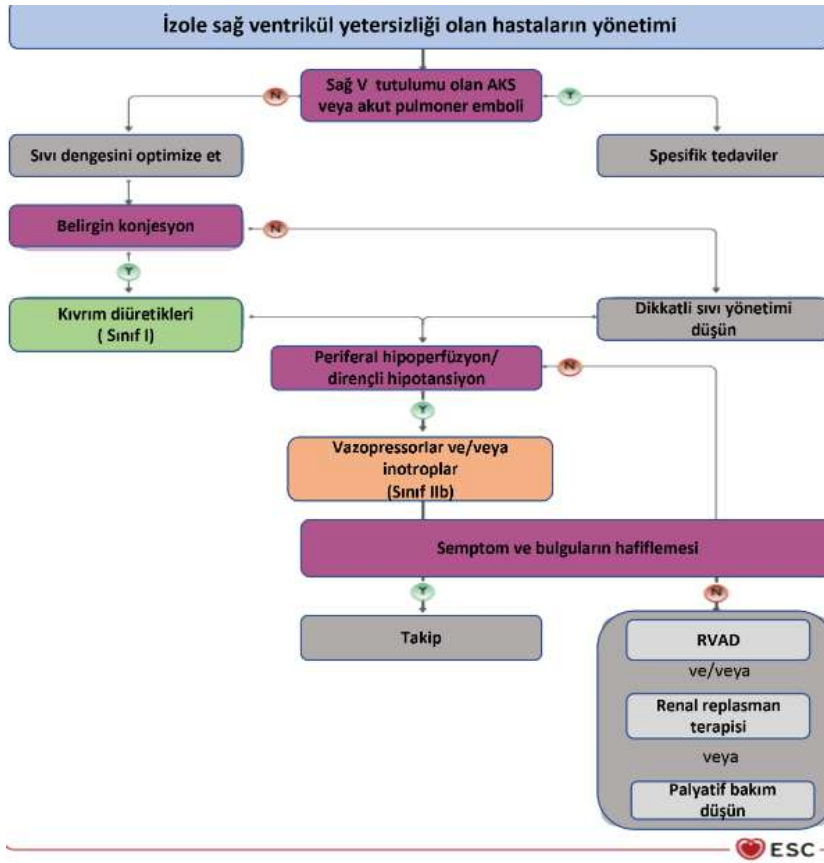 İzole sağ ventrikül yetersizliği olan hastaların yönetimi
Sağ V tutulumu olan AKS
veya akut pulmoner emboli
N
Y
Sıvı dengesini optimize et
Spesifik tedaviler
Belirgin konjesyon
N
Y
Kıvrım diüretikleri
( Sınıf I)
Dikkatli sıvı yönetimi
düşün
Periferal hipoperfüzyon/
dirençli hipotansiyon
N
Y
Vazopressorlar ve/veya
inotroplar
(Sınıf IIb)
Semptom ve bulguların hafiflemesi
Y
N
Takip
RVAD
ve/veya
Renal replasman
terapisi
veya
Palyatif bakım
düşün
ESC